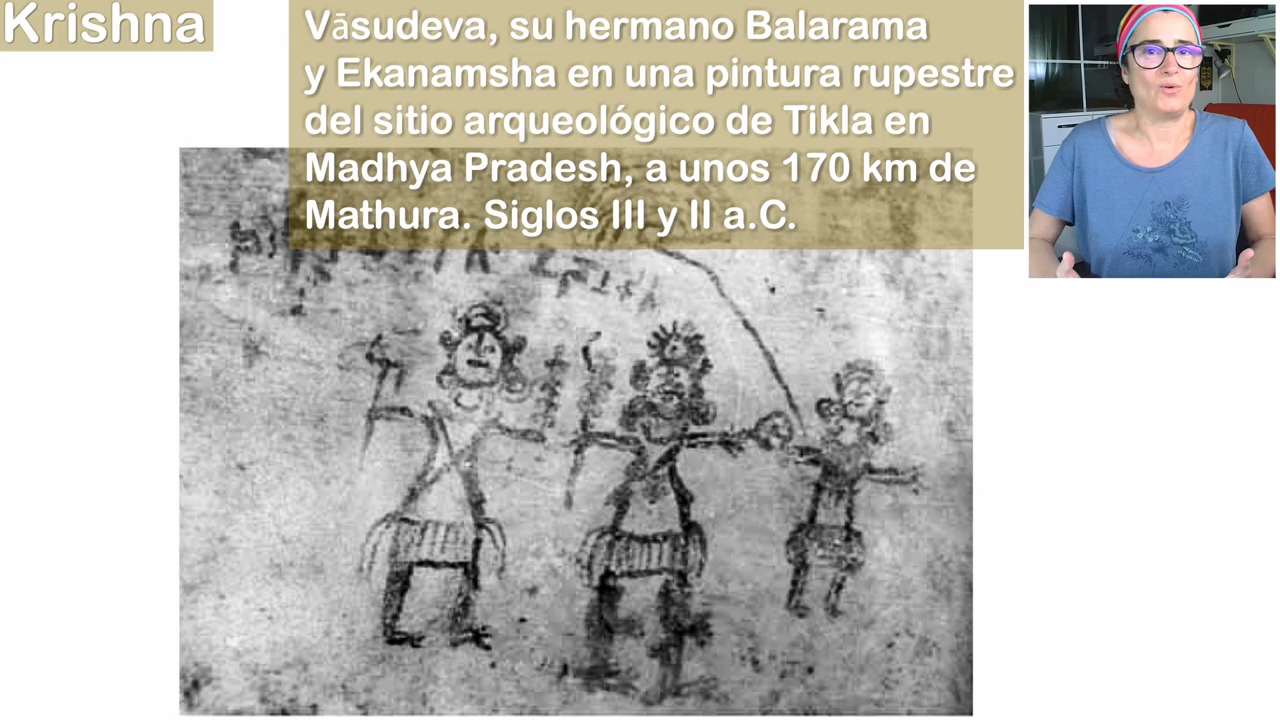 Krishna
Vāsudeva, su hermano Balarama
y Ekanamsha en una pintura rupestre
del sitio arqueológico de Tikla en
Madhya Pradesh, a unos 170 km de
Mathura. Siglos III y II a.C.